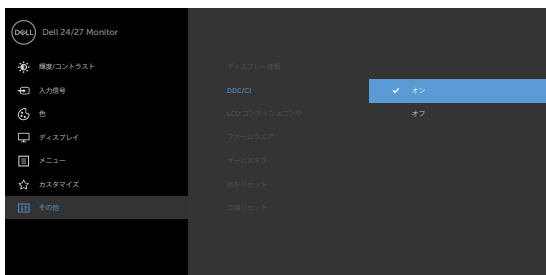 DELL
Dell 24/27 Monitor
輝度/コントラスト
入力信号
色
ディスプレイ
メニュー
カスタマイズ
その他
ディスプレー情報
DDC/CI
LCD コンディショニング
ファームウェア
サービスタグ
他をリセット
工場リセット
オン
オフ